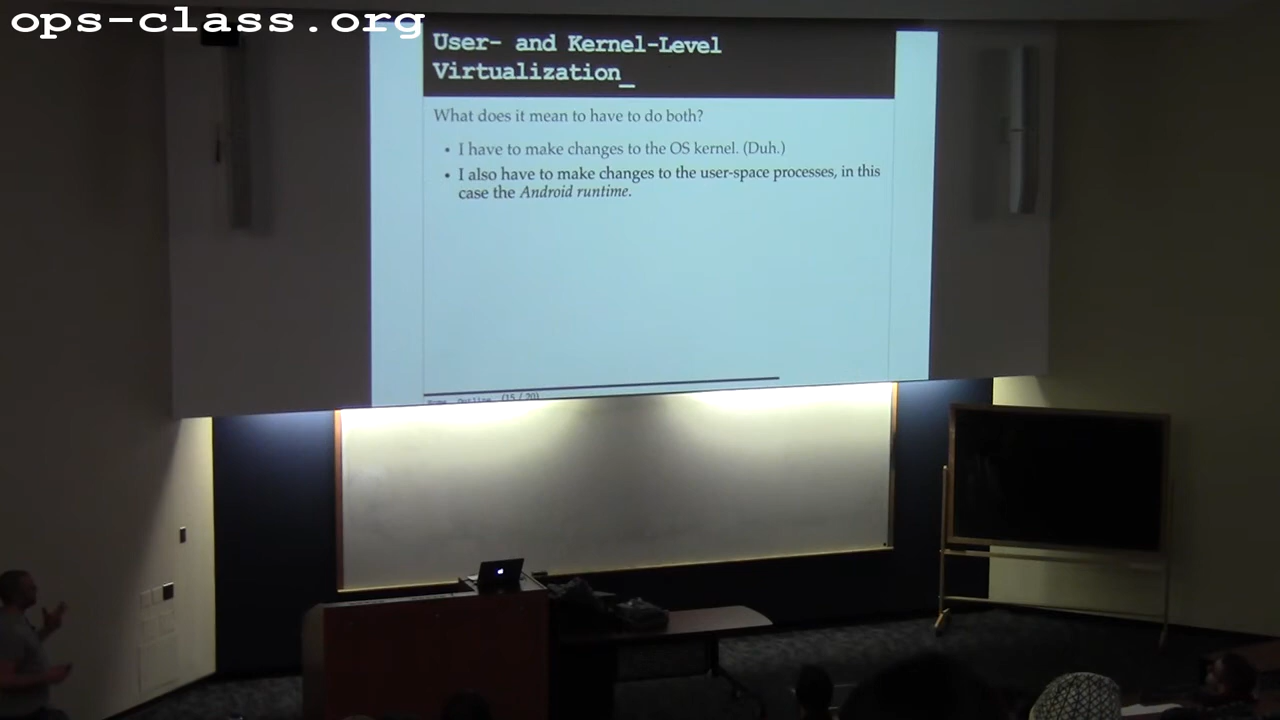 ops-class.org
User- and Kernel-Level
Virtualization_
What does it mean to have to do both?
• I have to make changes to the OS kernel. (Duh.)
• I also have to make changes to the user-space processes, in this
case the Android runtime.
(15 / 20)